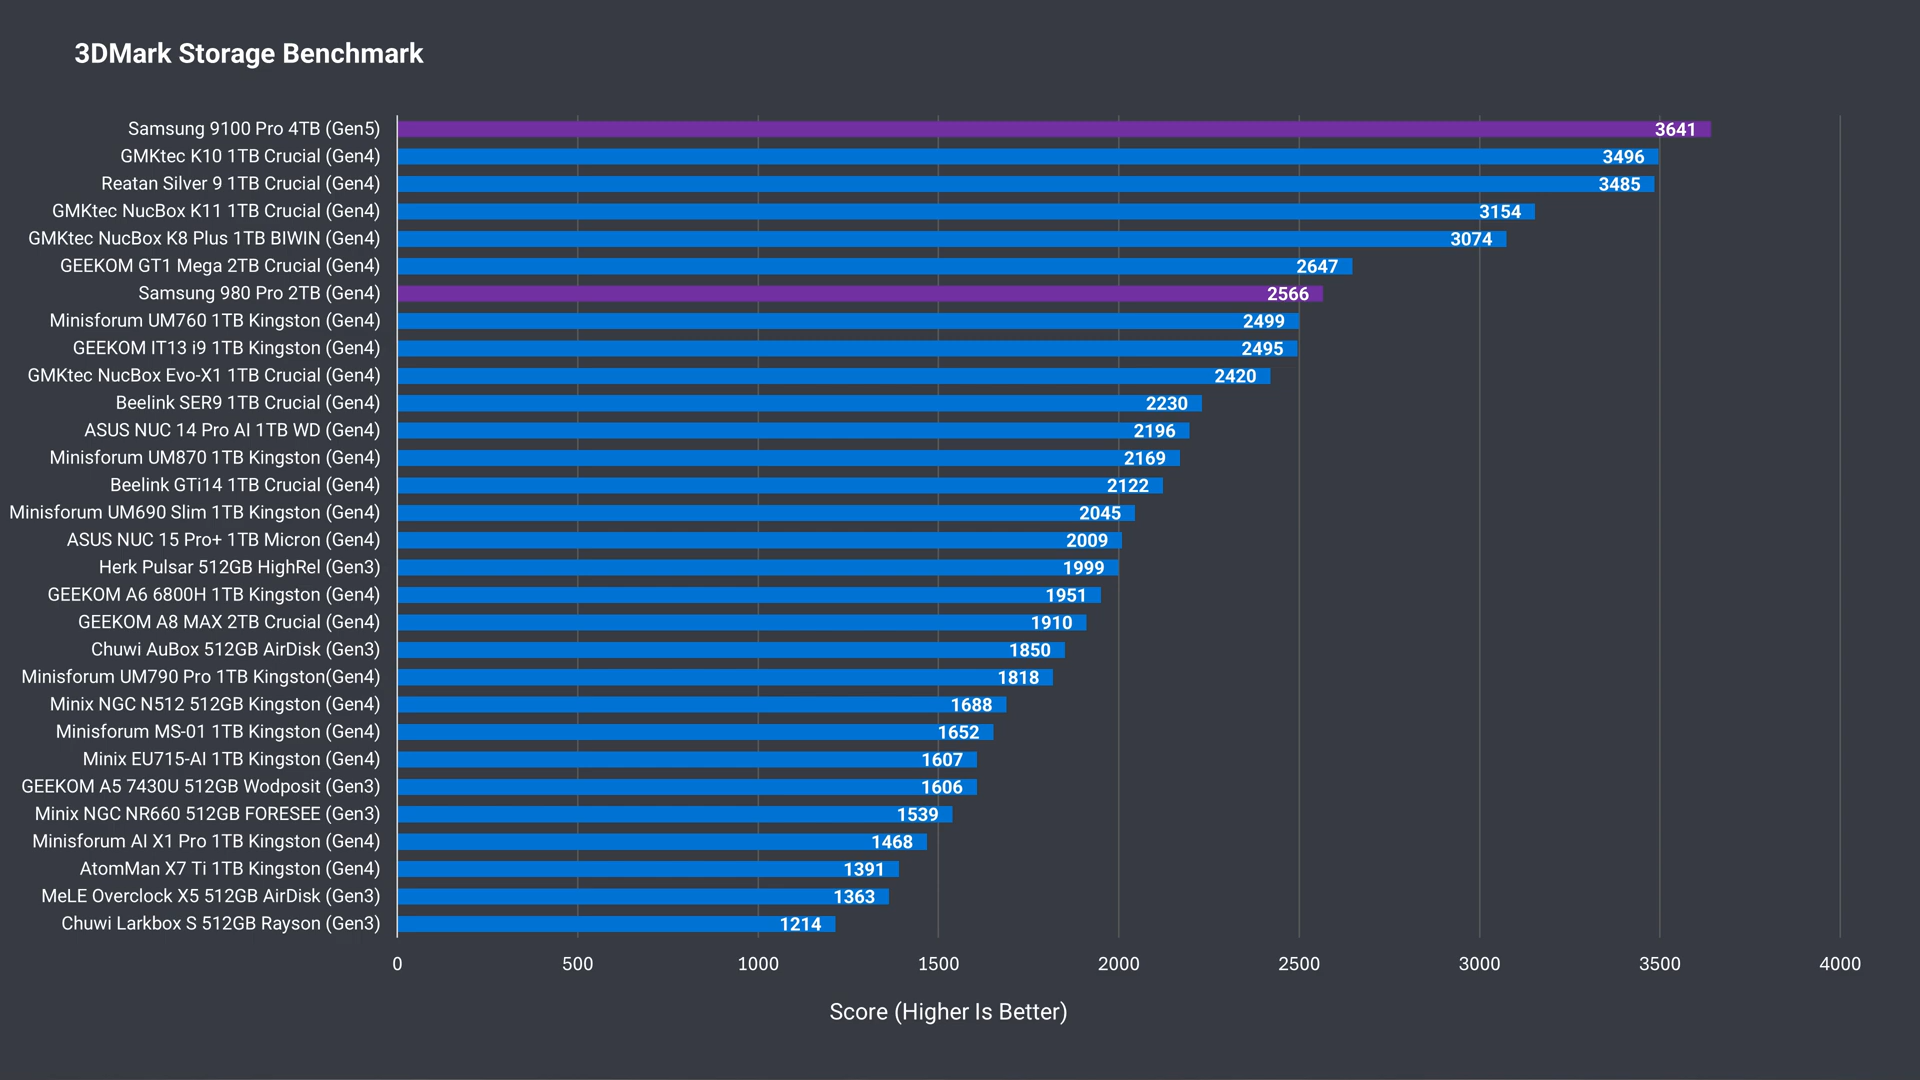 3DMark Storage Benchmark
Samsung 9100 Pro 4TB (Gen5) 3641
GMKtec K10 1TB Crucial (Gen4) 3496
Reatan Silver 9 1TB Crucial (Gen4) 3485
GMKtec NucBox K11 1TB Crucial (Gen4) 3154
GMKtec NucBox K8 Plus 1TB BIWIN (Gen4) 3074
GEEKOM GT1 Mega 2TB Crucial (Gen4) 2647
Samsung 980 Pro 2TB (Gen4) 2566
Minisforum UM760 1TB Kingston (Gen4) 2499
GEEKOM IT13 i9 1TB Kingston (Gen4) 2495
GMKtec NucBox Evo-X1 1TB Crucial (Gen4) 2420
Beelink SER9 1TB Crucial (Gen4) 2230
ASUS NUC 14 Pro AI 1TB WD (Gen4) 2196
Minisforum UM870 1TB Kingston (Gen4) 2169
Beelink GTi14 1TB Crucial (Gen4) 2122
Minisforum UM690 Slim 1TB Kingston (Gen4) 2045
ASUS NUC 15 Pro+ 1TB Micron (Gen4) 2009
Herk Pulsar 512GB HighRel (Gen3) 1999
GEEKOM A6 6800H 1TB Kingston (Gen4) 1951
GEEKOM A8 MAX 2TB Crucial (Gen4) 1910
Chuwi AuBox 512GB AirDisk (Gen3) 1850
Minisforum UM790 Pro 1TB Kingston(Gen4) 1818
Minix NGC N512 512GB Kingston (Gen4) 1688
Minisforum MS-01 1TB Kingston (Gen4) 1652
Minix EU715-AI 1TB Kingston (Gen4) 1607
GEEKOM A5 7430U 512GB Wodposit (Gen3) 1606
Minix NGC NR660 512GB FORESEE (Gen3) 1539
Minisforum AI X1 Pro 1TB Kingston (Gen4) 1468
AtomMan X7 Ti 1TB Kingston (Gen4) 1391
MeLE Overclock X5 512GB AirDisk (Gen3) 1363
Chuwi Larkbox S 512GB Rayson (Gen3) 1214
0 500 1000 1500 2000 2500 3000 3500 4000
Score (Higher Is Better)